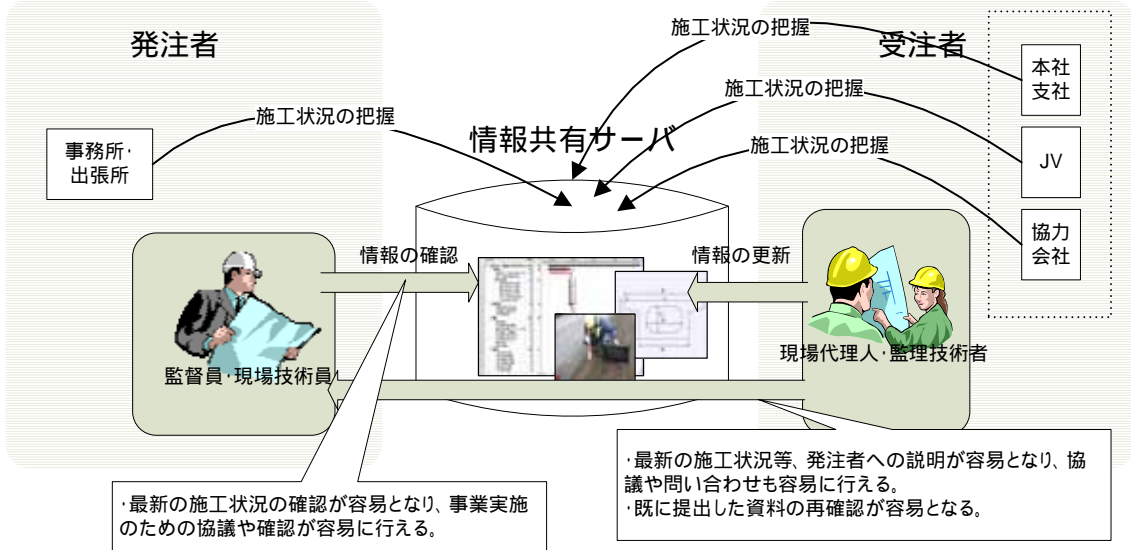 発注者
受注者
施工状況の把握
本社
支社
施工状況の把握
施工状況の把握
情報共有サーバ
施工状況の把握
事務所・
出張所
JV
協力
会社
情報の確認
情報の更新
監督員・現場技術員
現場代理人・監理技術者
・最新の施工状況の確認が容易となり、事業実施
のための協議や確認が容易に行える。
・最新の施工状況等、発注者への説明が容易となり、協
議や問い合わせも容易に行える。
・既に提出した資料の再確認が容易となる。